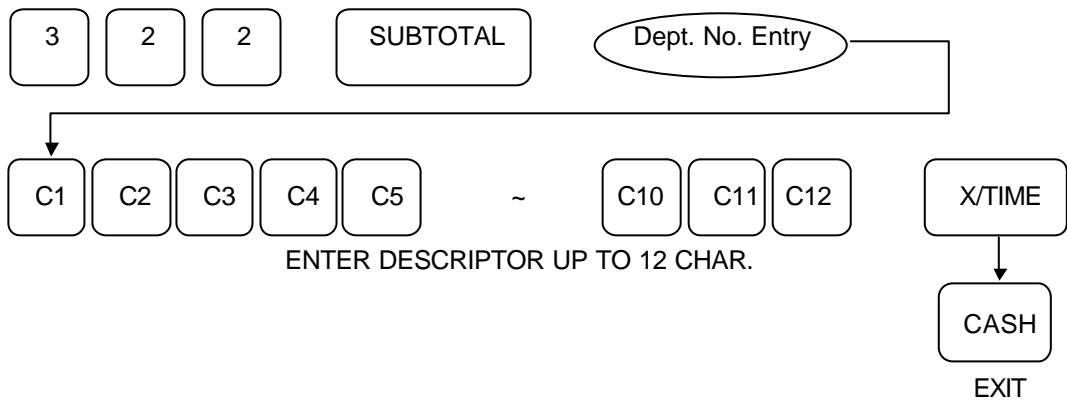 3 2 2 SUBTOTAL Dept. No. Entry
C1 C2 C3 C4 C5 ~ C10 C11 C12 X/TIME
ENTER DESCRIPTOR UP TO 12 CHAR.
CASH
EXIT